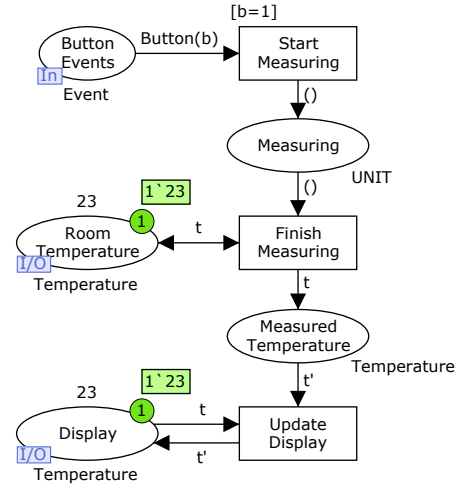 [b=1]
Button
Events
In
Event
Button(b)
Start
Measuring
()
Measuring
UNIT
()
23
1`23
1
Room
Temperature
I/O
Temperature
t
Finish
Measuring
t
Measured
Temperature
Temperature
t'
23
1`23
1
Display
I/O
Temperature
t
t'
Update
Display